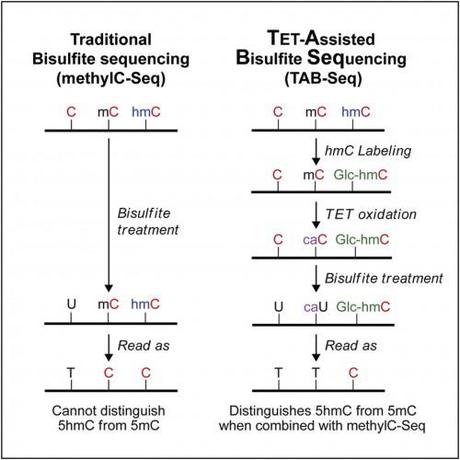 Traditional
Bisulfite sequencing
(methylC-Seq)
C mC hmC
Bisulfite
treatment
U mC hmC
Read as
T C C
Cannot distinguish
5hmC from 5mC
TET-Assisted
Bisulfite Sequencing
(TAB-Seq)
C mC hmC
hmC Labeling
C mC Glc-hmC
TET oxidation
C caC Glc-hmC
Bisulfite treatment
U caU Glc-hmC
Read as
T T C
Distinguishes 5hmC from 5mC
when combined with methylC-Seq